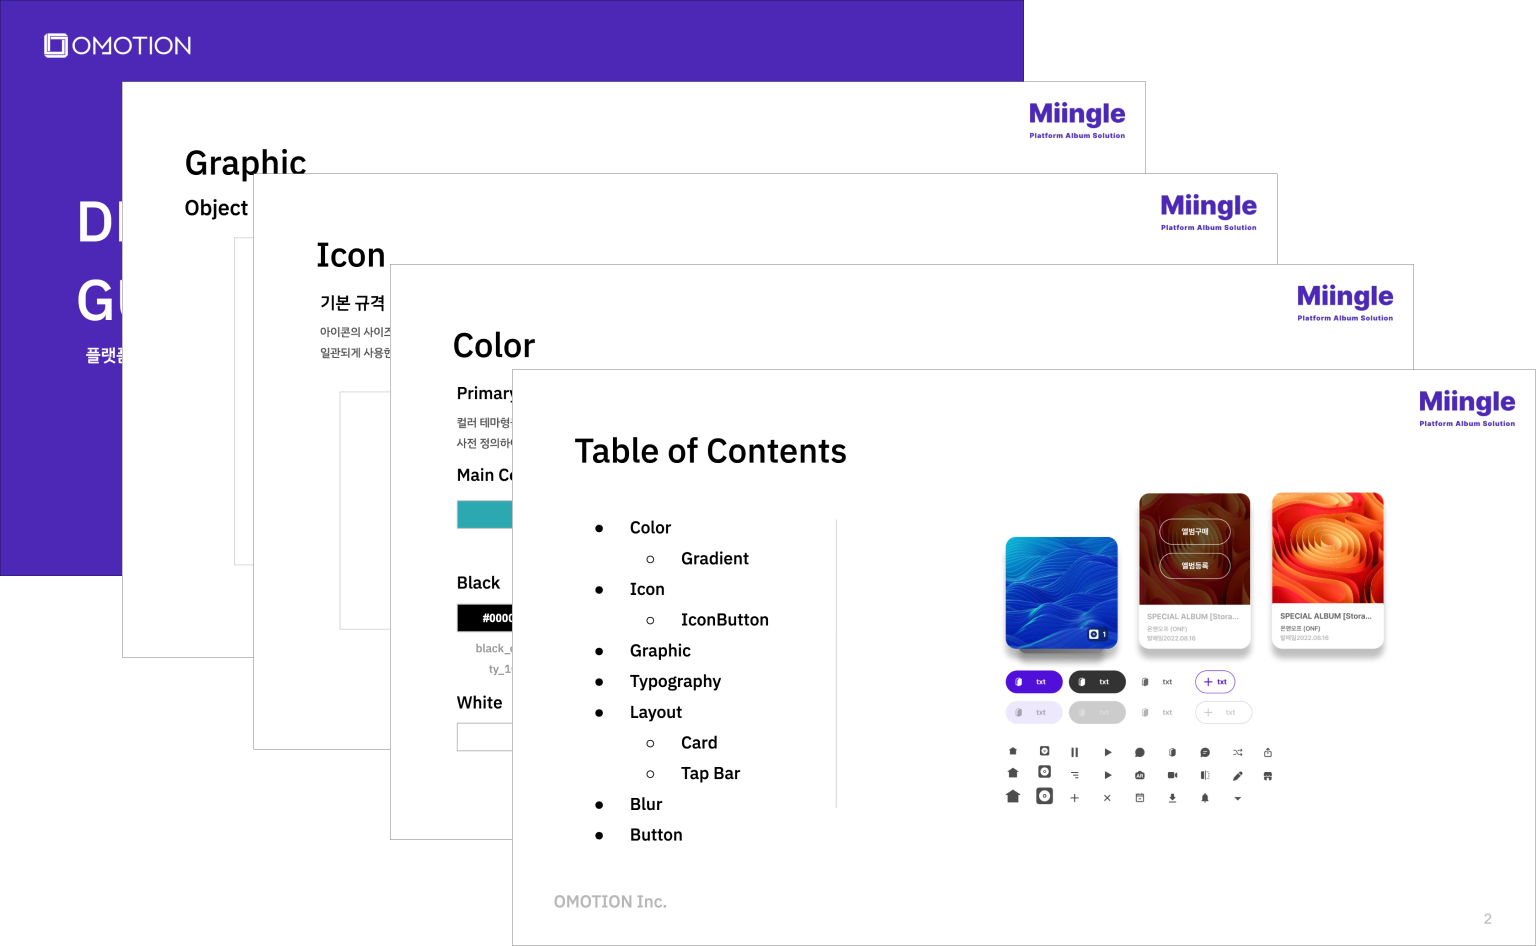 OMOTION
플랫폼
Miingle
Platform Album Solution
Graphic
Object
Miingle
Platform Album Solution
Icon
기본 규격
아이콘의 사이즈
일관되게 사용한
Miingle
Platform Album Solution
Color
Primary
컬러 테마형
사전 정의하여
Main
Black
#0000
White
Miingle
Platform Album Solution
Table of Contents
● Color
○ Gradient
● Icon
○ IconButton
● Graphic
● Typography
● Layout
○ Card
○ Tap Bar
● Blur
● Button
1
앨범구매
앨범등록
SPECIAL ALBUM [Stora...
온앤오프 (ONF)
발매일2022.08.16
SPECIAL ALBUM [Stora...
온앤오프 (ONF)
발매일2022.08.16
txt txt txt + txt
txt txt txt + txt
OMOTION Inc.
2